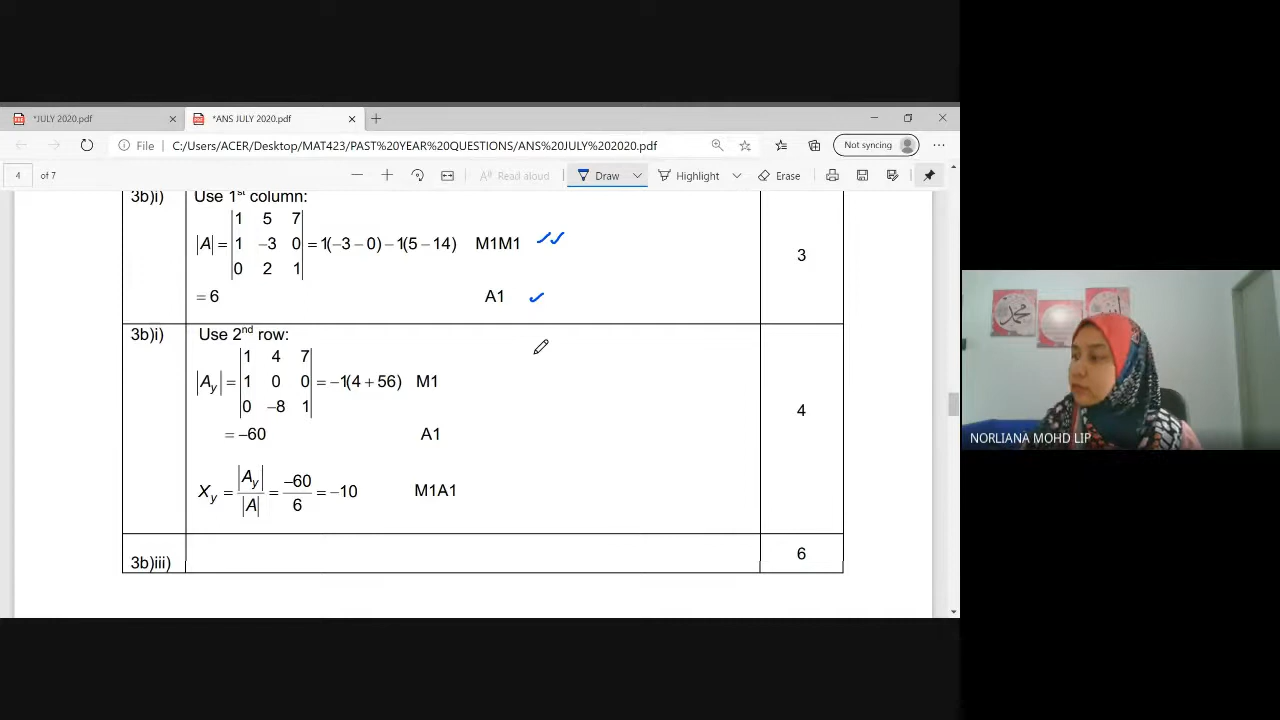 *JULY 2020.pdf
*ANS JULY 2020.pdf
File C:/Users/ACER/Desktop/MAT423/PAST%20YEAR%20QUESTIONS/ANS%20JULY%202020.pdf
Not syncing
4 of 7
Read aloud
Draw
Highlight
Erase
3b)i) Use 1st column:
|A| = |1 5 7
1 -3 0
0 2 1| = 1(-3 - 0) - 1(5 - 14) M1M1
3
= 6 A1
3b)i) Use 2nd row:
|Ay| = |1 4 7
1 0 0
0 -8 1| = -1(4 + 56) M1
4
= -60 A1
Xy = |Ay| / |A| = -60 / 6 = -10 M1A1
3b)iii) 6
NORLIANA MOHD LIP